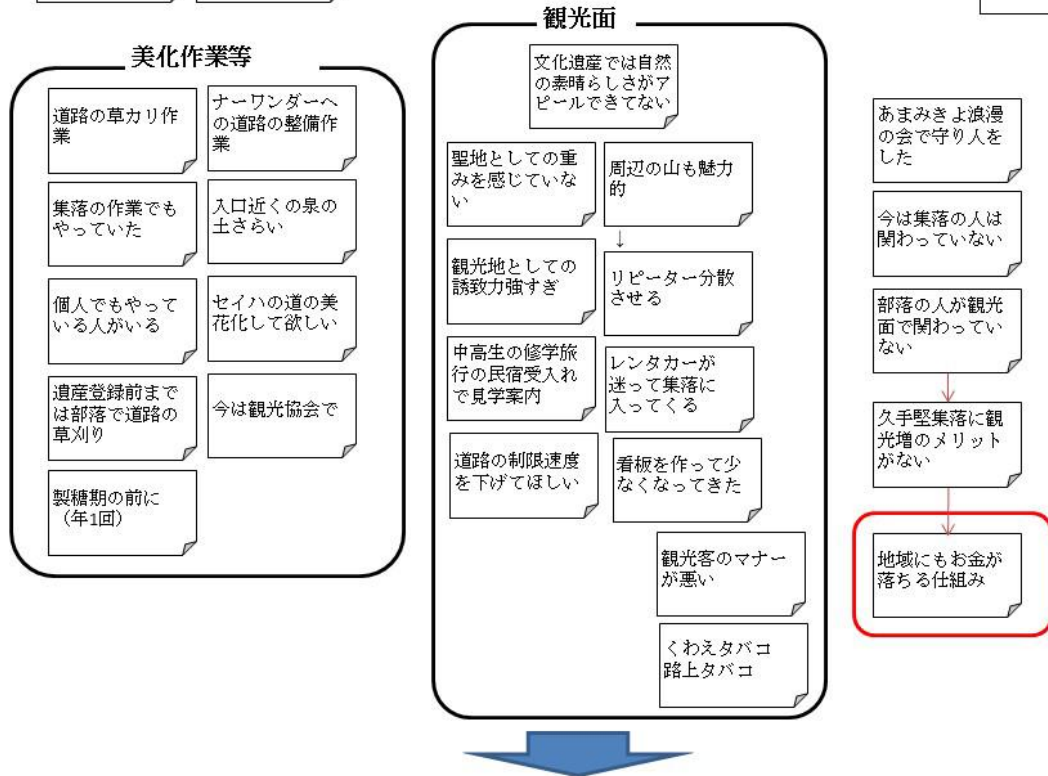 美化作業等
道路の草カリ作
業
ナーワンダーへ
の道路の整備作
業
集落の作業でも
やっていた
入口近くの泉の
土さらい
個人でもやって
いる人がいる
セイハの道の美
花化して欲しい
遺産登録前まで
は部落で道路の
草刈り
今は観光協会で
製糖期の前に
(年1回)
観光面
文化遺産では自然
の素晴らしさがア
ピールできてない
聖地としての重
みを感じていな
い
周辺の山も魅力
的
↓
観光地としての
誘致力強すぎ
リピーター分散
させる
中高生の修学旅
行の民宿受入れ
で見学案内
レンタカーが
迷って集落に
入ってくる
道路の制限速度
を下げてほしい
看板を作って少
なくなってきた
観光客のマナー
が悪い
くわえタバコ
路上タバコ
あまみきよ浪漫
の会で守り人を
した
今は集落の人は
関わっていない
部落の人が観光
面で関わってい
ない
久手堅集落に観
光増のメリット
がない
地域にもお金が
落ちる仕組み